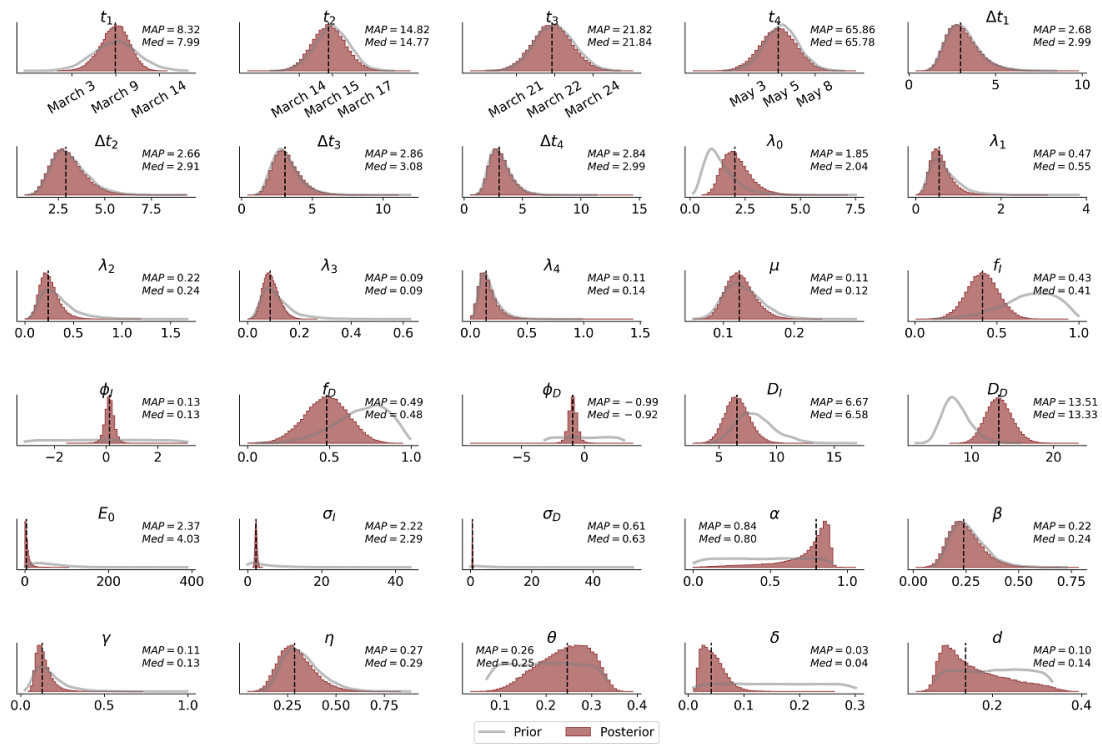 t₁
MAP = 8.32
Med = 7.99
March 3
March 9
March 14
t₂
MAP = 14.82
Med = 14.77
March 14
March 15
March 17
t₃
MAP = 21.82
Med = 21.84
March 21
March 22
March 24
t₄
MAP = 65.86
Med = 65.78
May 3
May 5
May 8
Δt₁
MAP = 2.68
Med = 2.99
0 5 10
Δt₂
MAP = 2.66
Med = 2.91
2.5 5.0 7.5
Δt₃
MAP = 2.86
Med = 3.08
0 5 10
Δt₄
MAP = 2.84
Med = 2.99
0 5 10 15
λ₀
MAP = 1.85
Med = 2.04
0.0 2.5 5.0 7.5
λ₁
MAP = 0.47
Med = 0.55
0 2 4
λ₂
MAP = 0.22
Med = 0.24
0.0 0.5 1.0 1.5
λ₃
MAP = 0.09
Med = 0.09
0.0 0.2 0.4 0.6
λ₄
MAP = 0.11
Med = 0.14
0.0 0.5 1.0 1.5
μ
MAP = 0.11
Med = 0.12
0.1 0.2
f_I
MAP = 0.43
Med = 0.41
0.0 0.5 1.0
ϕ_I
MAP = 0.13
Med = 0.13
−2 0 2
f_D
MAP = 0.49
Med = 0.48
0.0 0.5 1.0
ϕ_D
MAP = −0.99
Med = −0.92
−5 0
D_I
MAP = 6.67
Med = 6.58
5 10 15
D_D
MAP = 13.51
Med = 13.33
10 20
E₀
MAP = 2.37
Med = 4.03
0 200 400
σ_I
MAP = 2.22
Med = 2.29
0 20 40
σ_D
MAP = 0.61
Med = 0.63
0 20 40
α
MAP = 0.84
Med = 0.80
0.0 0.5 1.0
β
MAP = 0.22
Med = 0.24
0.00 0.25 0.50 0.75
γ
MAP = 0.11
Med = 0.13
0.0 0.5 1.0
η
MAP = 0.27
Med = 0.29
0.25 0.50 0.75
θ
MAP = 0.26
Med = 0.25
0.1 0.2 0.3 0.4
δ
MAP = 0.03
Med = 0.04
0.0 0.1 0.2 0.3
d
MAP = 0.10
Med = 0.14
0.0 0.2 0.4
Prior Posterior